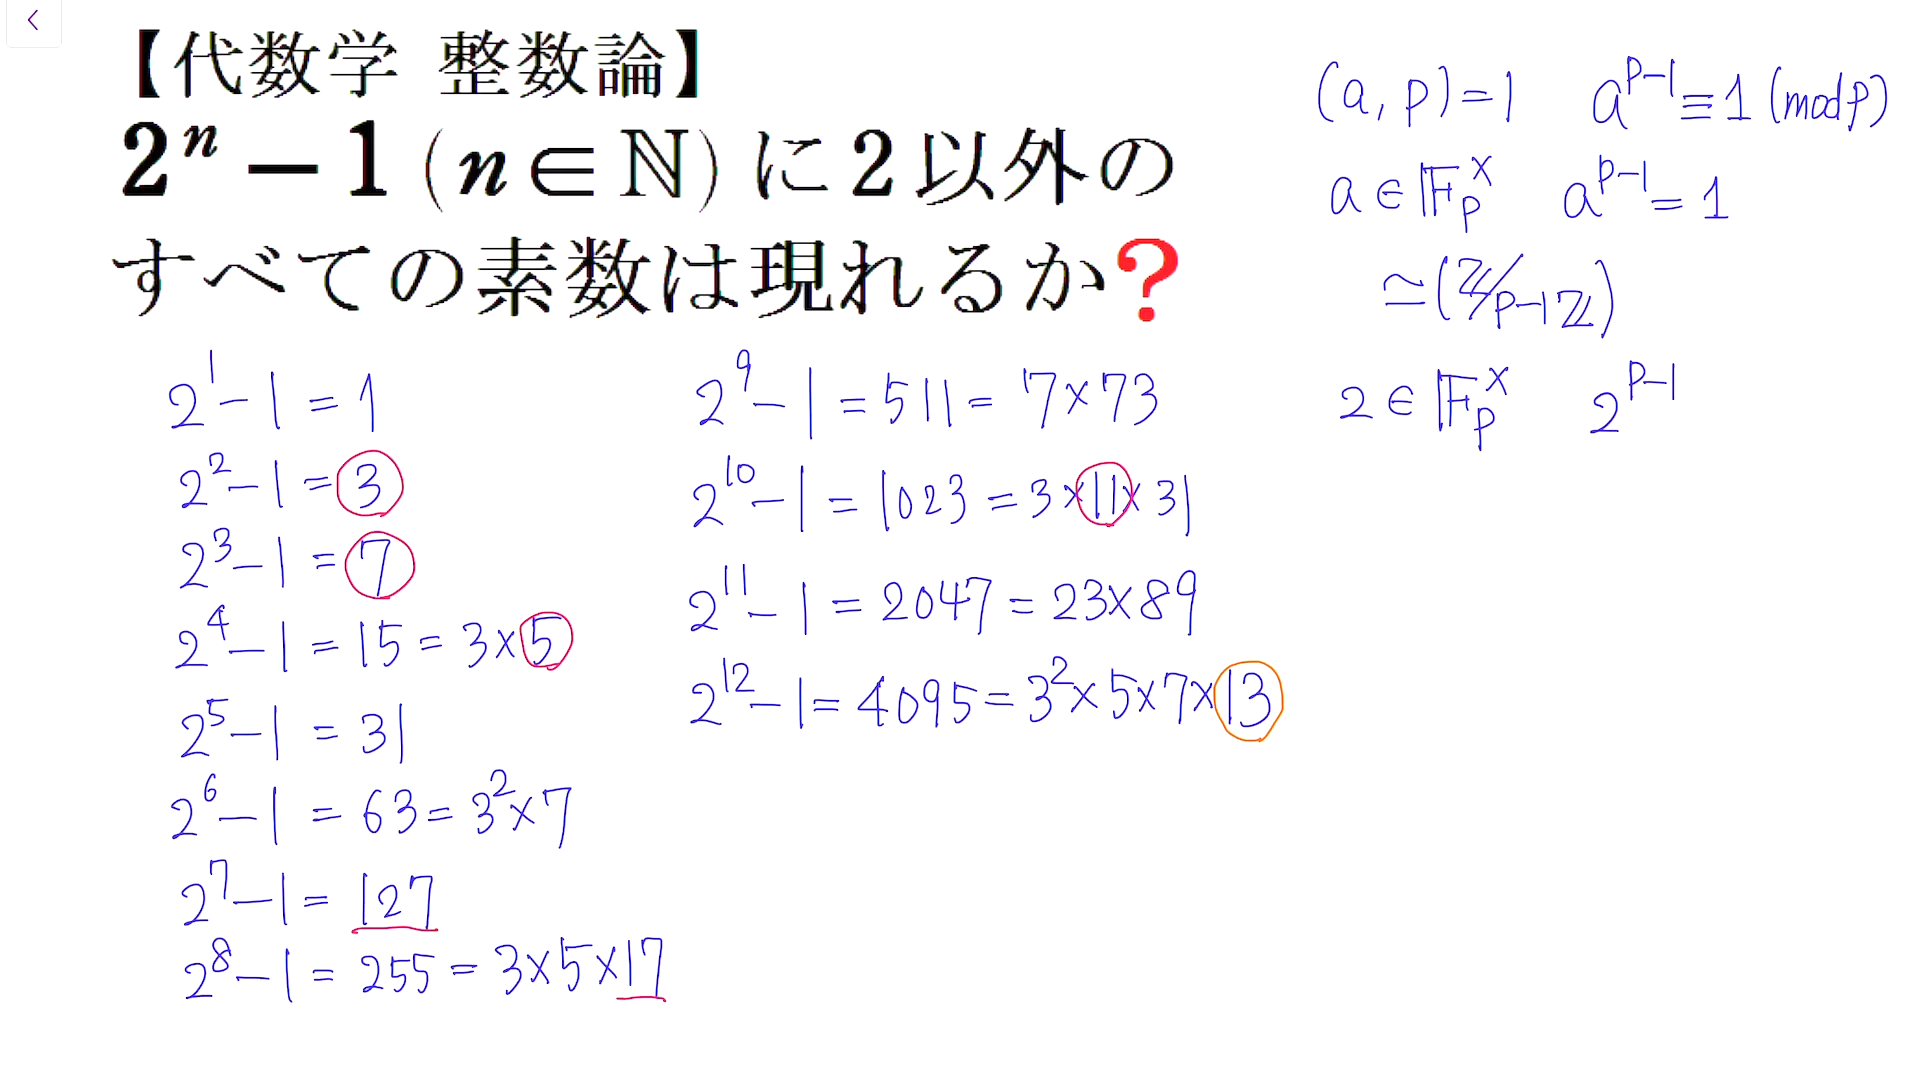 【代数学 整数論】
2ⁿ − 1 (n ∈ ℕ) に 2 以外の
すべての素数は現れるか?
2¹ − 1 = 1
2² − 1 = 3
2³ − 1 = 7
2⁴ − 1 = 15 = 3 × 5
2⁵ − 1 = 31
2⁶ − 1 = 63 = 3² × 7
2⁷ − 1 = 127
2⁸ − 1 = 255 = 3 × 5 × 17
2⁹ − 1 = 511 = 7 × 73
2¹⁰ − 1 = 1023 = 3 × 11 × 31
2¹¹ − 1 = 2047 = 23 × 89
2¹² − 1 = 4095 = 3² × 5 × 7 × 13
(a, p) = 1 a^{p−1} ≡ 1 (mod p)
a ∈ 𝔽ₚ^× a^{p−1} = 1
≃ (ℤ/p−1ℤ)
2 ∈ 𝔽ₚ^× 2^{p−1}